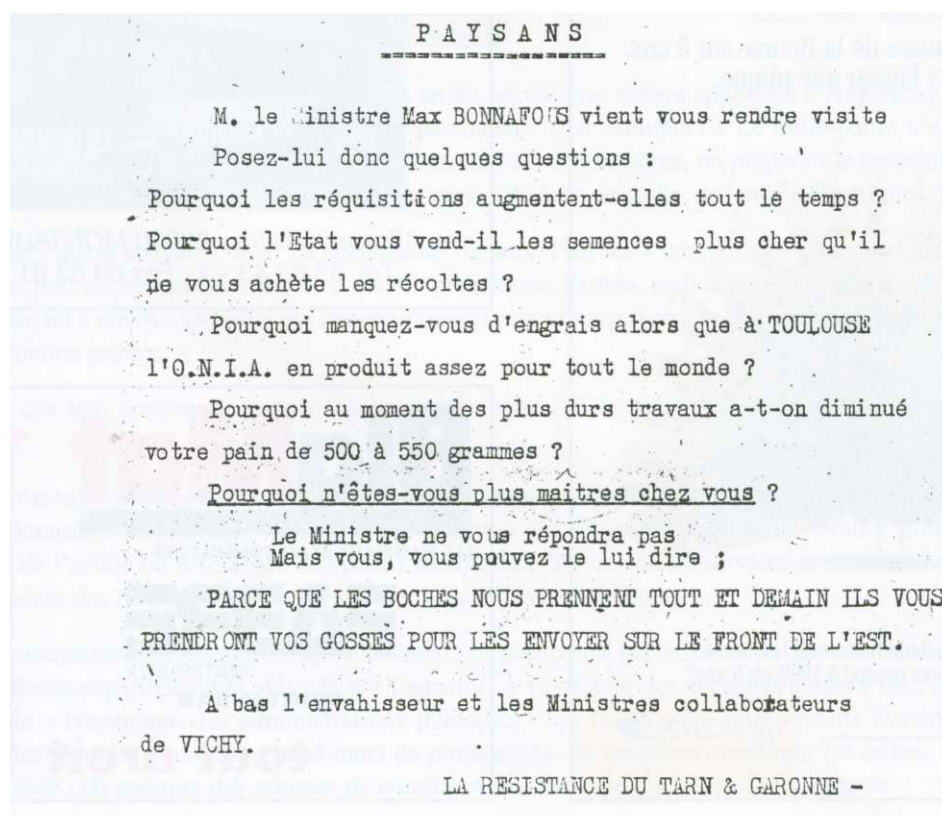 PAYSANS
M. le Ministre Max BONNAFOUS vient vous rendre visite
Posez-lui donc quelques questions :
Pourquoi les réquisitions augmentent-elles tout le temps ?
Pourquoi l'Etat vous vend-il les semences plus cher qu'il
ne vous achète les récoltes ?
Pourquoi manquez-vous d'engrais alors que à TOULOUSE
l'O.N.I.A. en produit assez pour tout le monde ?
Pourquoi au moment des plus durs travaux a-t-on diminué
votre pain de 500 à 550 grammes ?
Pourquoi n'êtes-vous plus maitres chez vous ?
Le Ministre ne vous répondra pas
Mais vous, vous pouvez le lui dire ;
PARCE QUE LES BOCHES NOUS PRENNENT TOUT ET DEMAIN ILS VOUS
PRENDRONT VOS GOSSES POUR LES ENVOYER SUR LE FRONT DE L'EST.
A bas l'envahisseur et les Ministres collaborateurs
de VICHY.
LA RESISTANCE DU TARN & GARONNE -